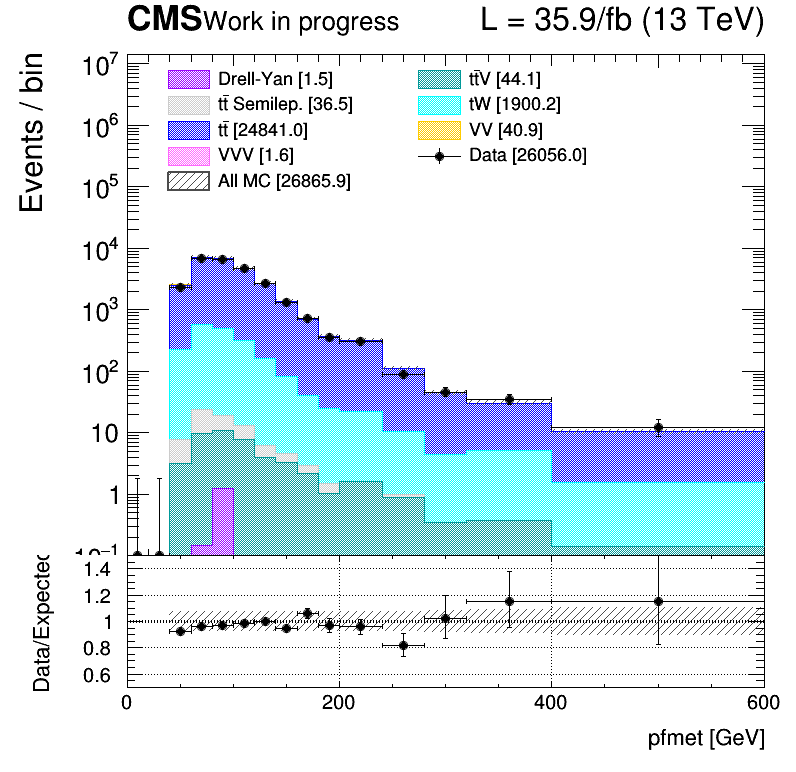 CMS Work in progress L = 35.9/fb (13 TeV)
Events / bin
Drell-Yan [1.5]
tt̄ Semilep. [36.5]
tt̄ [24841.0]
VVV [1.6]
All MC [26865.9]
tt̄V [44.1]
tW [1900.2]
VV [40.9]
Data [26056.0]
10⁷
10⁶
10⁵
10⁴
10³
10²
10
1
10⁻¹
Data/Expected
1.4
1.2
1
0.8
0.6
0 200 400 600
pfmet [GeV]